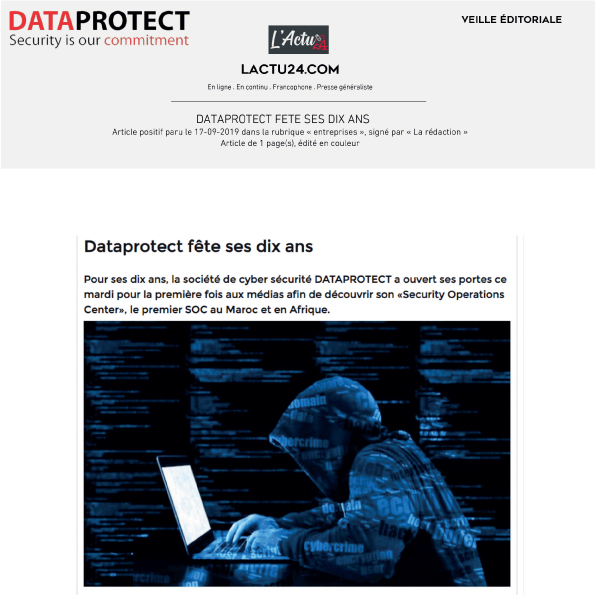 DATAPROTECT
Security is our commitment
VEILLE ÉDITORIALE
L'Actu 24
LACTU24.COM
En ligne . En continu . Francophone . Presse généraliste
DATAPROTECT FETE SES DIX ANS
Article positif paru le 17-09-2019 dans la rubrique « entreprises », signé par « La rédaction »
Article de 1 page(s), édité en couleur
Dataprotect fête ses dix ans
Pour ses dix ans, la société de cyber sécurité DATAPROTECT a ouvert ses portes ce
mardi pour la première fois aux médias afin de découvrir son «Security Operations
Center», le premier SOC au Maroc et en Afrique.
domain
cybercrime
cybercrime